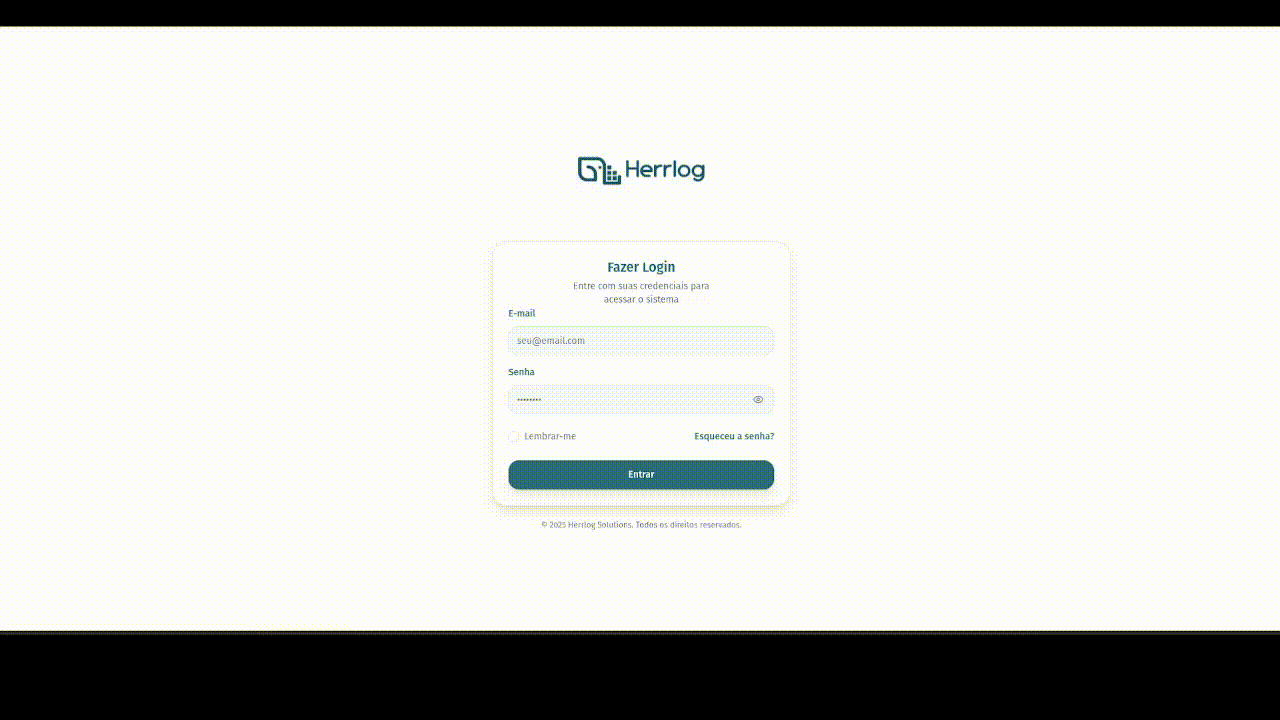 Herrlog
Fazer Login
Entre com suas credenciais para
acessar o sistema
E-mail
seu@email.com
Senha
••••••••
Lembrar-me
Esqueceu a senha?
Entrar
© 2025 Herrlog Solutions. Todos os direitos reservados.